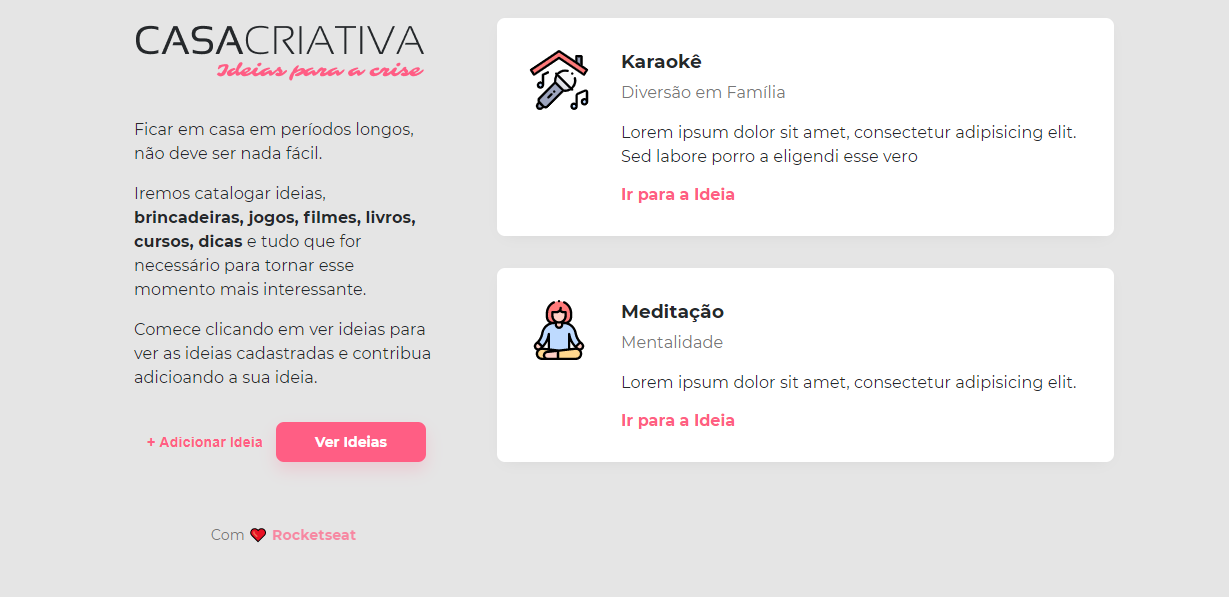 CASACRIATIVA
Ideias para a crise
Ficar em casa em períodos longos,
não deve ser nada fácil.
Iremos catalogar ideias,
brincadeiras, jogos, filmes, livros,
cursos, dicas e tudo que for
necessário para tornar esse
momento mais interessante.
Comece clicando em ver ideias para
ver as ideias cadastradas e contribua
adicioando a sua ideia.
+ Adicionar Ideia
Ver Ideias
Com ❤ Rocketseat
Karaokê
Diversão em Família
Lorem ipsum dolor sit amet, consectetur adipisicing elit.
Sed labore porro a eligendi esse vero
Ir para a Ideia
Meditação
Mentalidade
Lorem ipsum dolor sit amet, consectetur adipisicing elit.
Ir para a Ideia